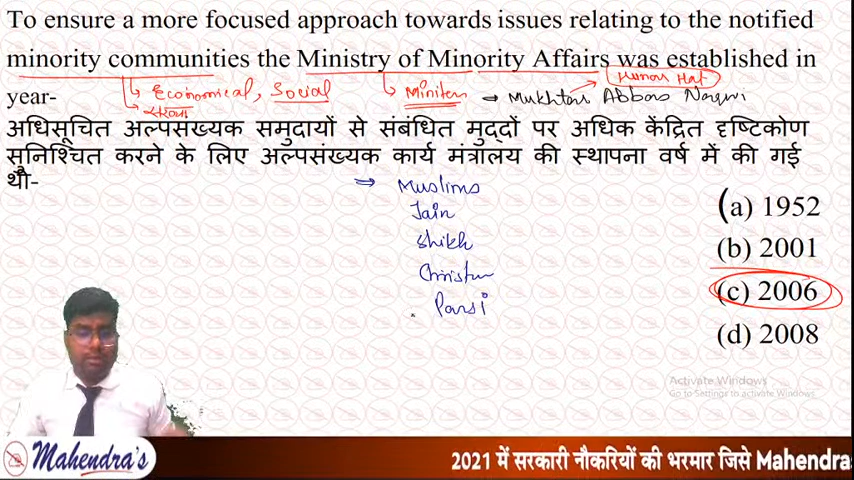 To ensure a more focused approach towards issues relating to the notified
minority communities the Ministry of Minority Affairs was established in
Hunar Hat
Economical, Social
Ministers
year-
→ Mukhtar Abbas Naqvi
अधिसूचित अल्पसंख्यक समुदायों से संबंधित मुद्दों पर अधिक केंद्रित दृष्टिकोण
सुनिश्चित करने के लिए अल्पसंख्यक कार्य मंत्रालय की स्थापना वर्ष में की गई
थी-
⇒ Muslims
Jain
Shikh
Christian
Parsi
(a) 1952
(b) 2001
(c) 2006
(d) 2008
Activate Windows
Go to Settings to activate Windows.
Mahendra's
2021 में सरकारी नौकरियों की भरमार जिसे Mahendra